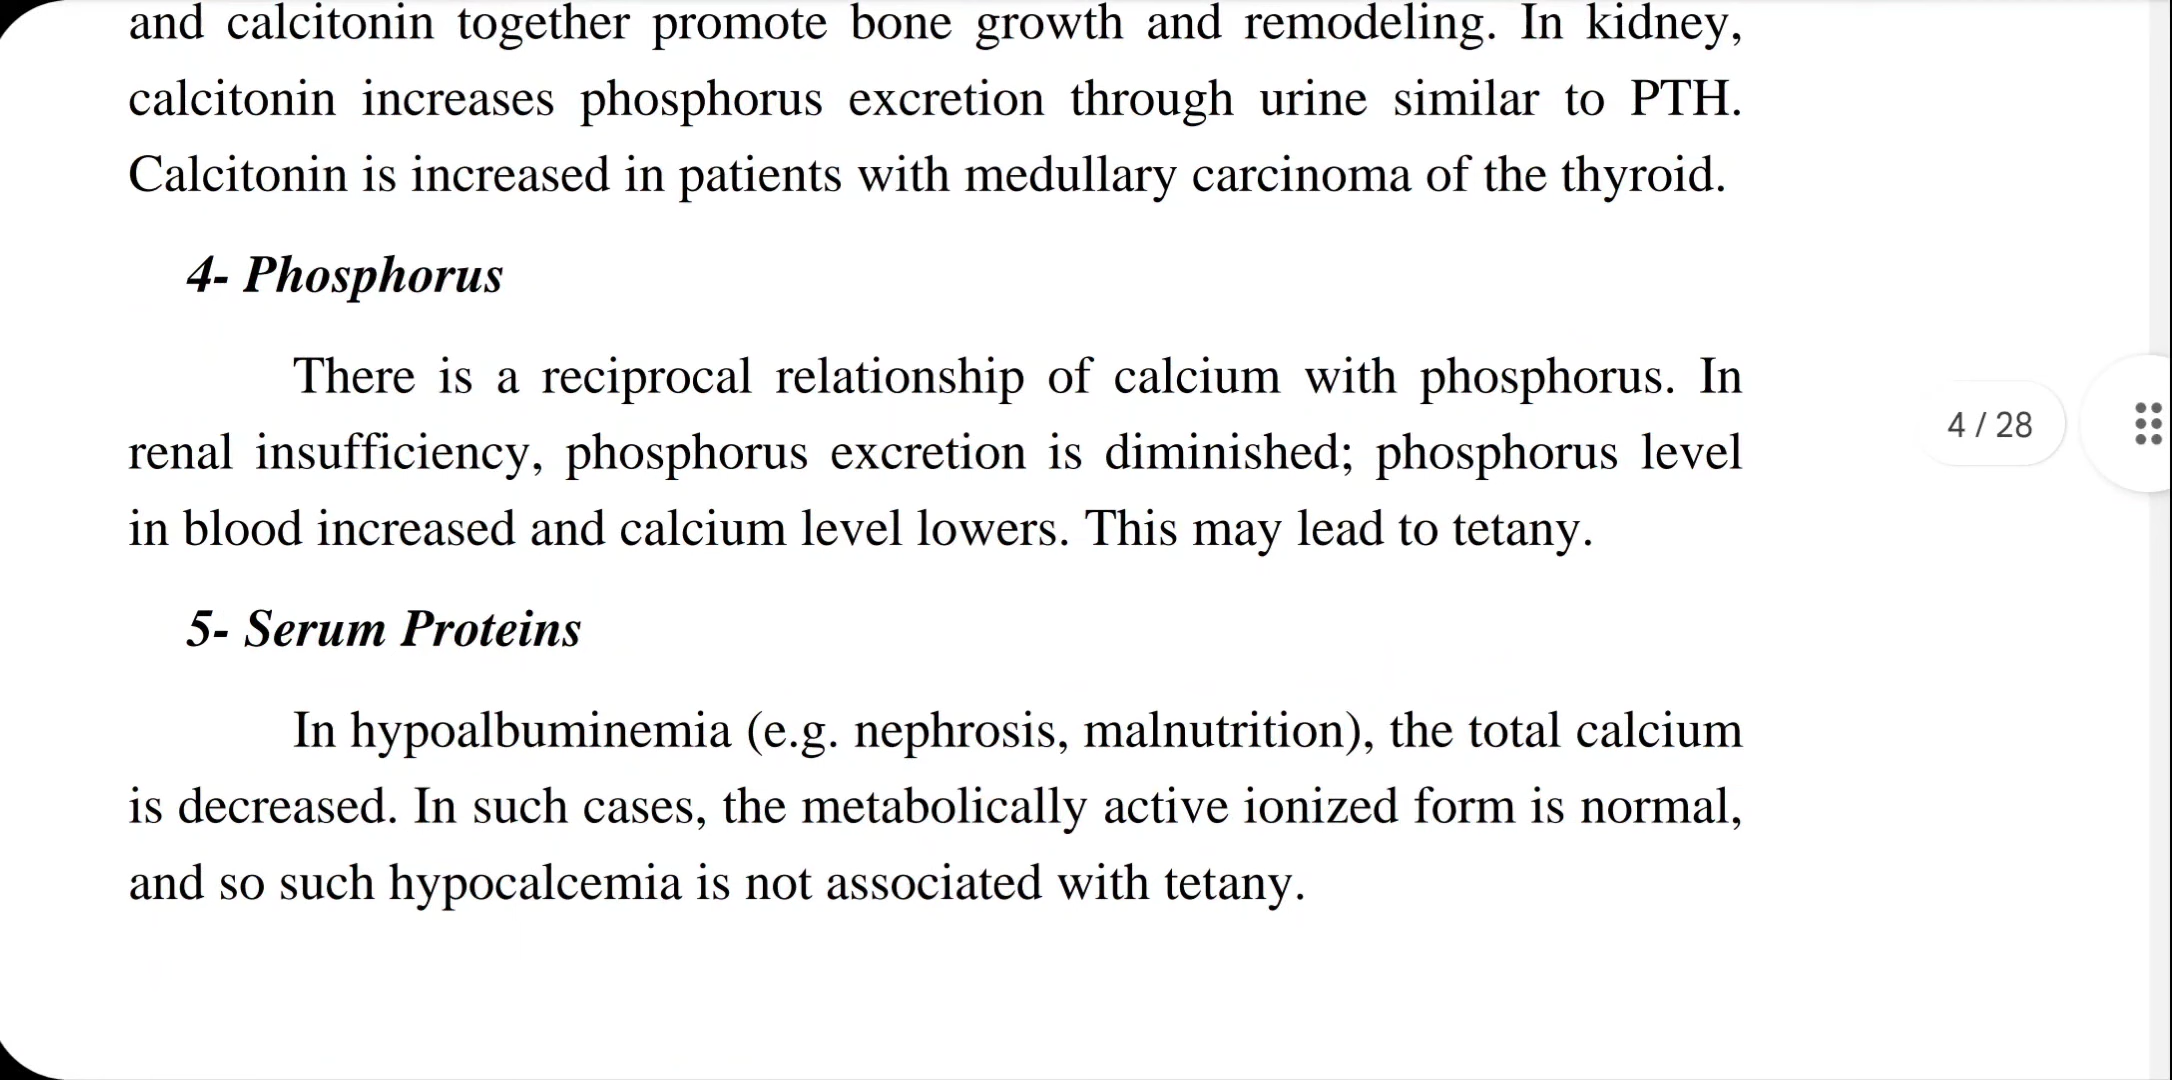 and calcitonin together promote bone growth and remodeling. In kidney,
calcitonin increases phosphorus excretion through urine similar to PTH.
Calcitonin is increased in patients with medullary carcinoma of the thyroid.
4- Phosphorus
There is a reciprocal relationship of calcium with phosphorus. In
renal insufficiency, phosphorus excretion is diminished; phosphorus level
in blood increased and calcium level lowers. This may lead to tetany.
5- Serum Proteins
In hypoalbuminemia (e.g. nephrosis, malnutrition), the total calcium
is decreased. In such cases, the metabolically active ionized form is normal,
and so such hypocalcemia is not associated with tetany.
4 / 28